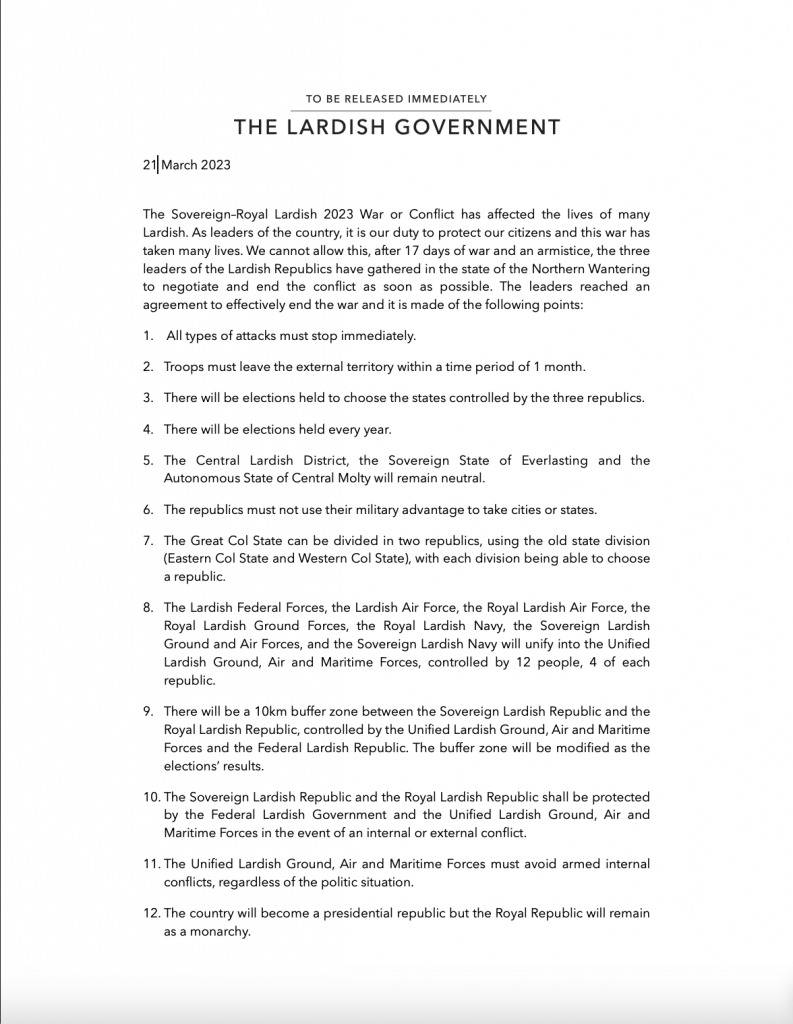 TO BE RELEASED IMMEDIATELY
THE LARDISH GOVERNMENT
21 March 2023
The Sovereign–Royal Lardish 2023 War or Conflict has affected the lives of many
Lardish. As leaders of the country, it is our duty to protect our citizens and this war has
taken many lives. We cannot allow this, after 17 days of war and an armistice, the three
leaders of the Lardish Republics have gathered in the state of the Northern Wantering
to negotiate and end the conflict as soon as possible. The leaders reached an
agreement to effectively end the war and it is made of the following points:
1. All types of attacks must stop immediately.
2. Troops must leave the external territory within a time period of 1 month.
3. There will be elections held to choose the states controlled by the three republics.
4. There will be elections held every year.
5. The Central Lardish District, the Sovereign State of Everlasting and the
Autonomous State of Central Molty will remain neutral.
6. The republics must not use their military advantage to take cities or states.
7. The Great Col State can be divided in two republics, using the old state division
(Eastern Col State and Western Col State), with each division being able to choose
a republic.
8. The Lardish Federal Forces, the Lardish Air Force, the Royal Lardish Air Force, the
Royal Lardish Ground Forces, the Royal Lardish Navy, the Sovereign Lardish
Ground and Air Forces, and the Sovereign Lardish Navy will unify into the Unified
Lardish Ground, Air and Maritime Forces, controlled by 12 people, 4 of each
republic.
9. There will be a 10km buffer zone between the Sovereign Lardish Republic and the
Royal Lardish Republic, controlled by the Unified Lardish Ground, Air and Maritime
Forces and the Federal Lardish Republic. The buffer zone will be modified as the
elections’ results.
10. The Sovereign Lardish Republic and the Royal Lardish Republic shall be protected
by the Federal Lardish Government and the Unified Lardish Ground, Air and
Maritime Forces in the event of an internal or external conflict.
11. The Unified Lardish Ground, Air and Maritime Forces must avoid armed internal
conflicts, regardless of the politic situation.
12. The country will become a presidential republic but the Royal Republic will remain
as a monarchy.